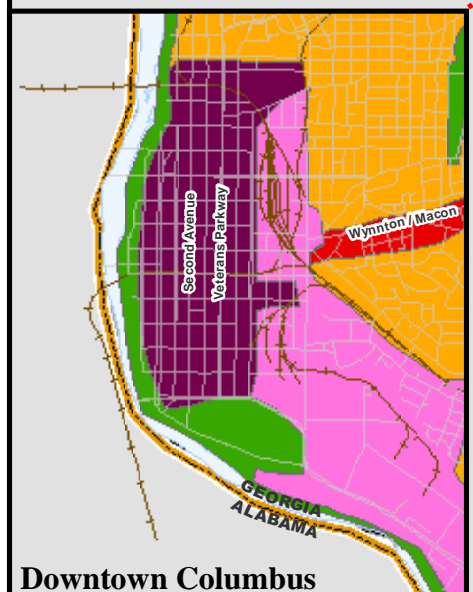 Second Avenue
Veterans Parkway
Wynnton / Macon
GEORGIA
ALABAMA
Downtown Columbus